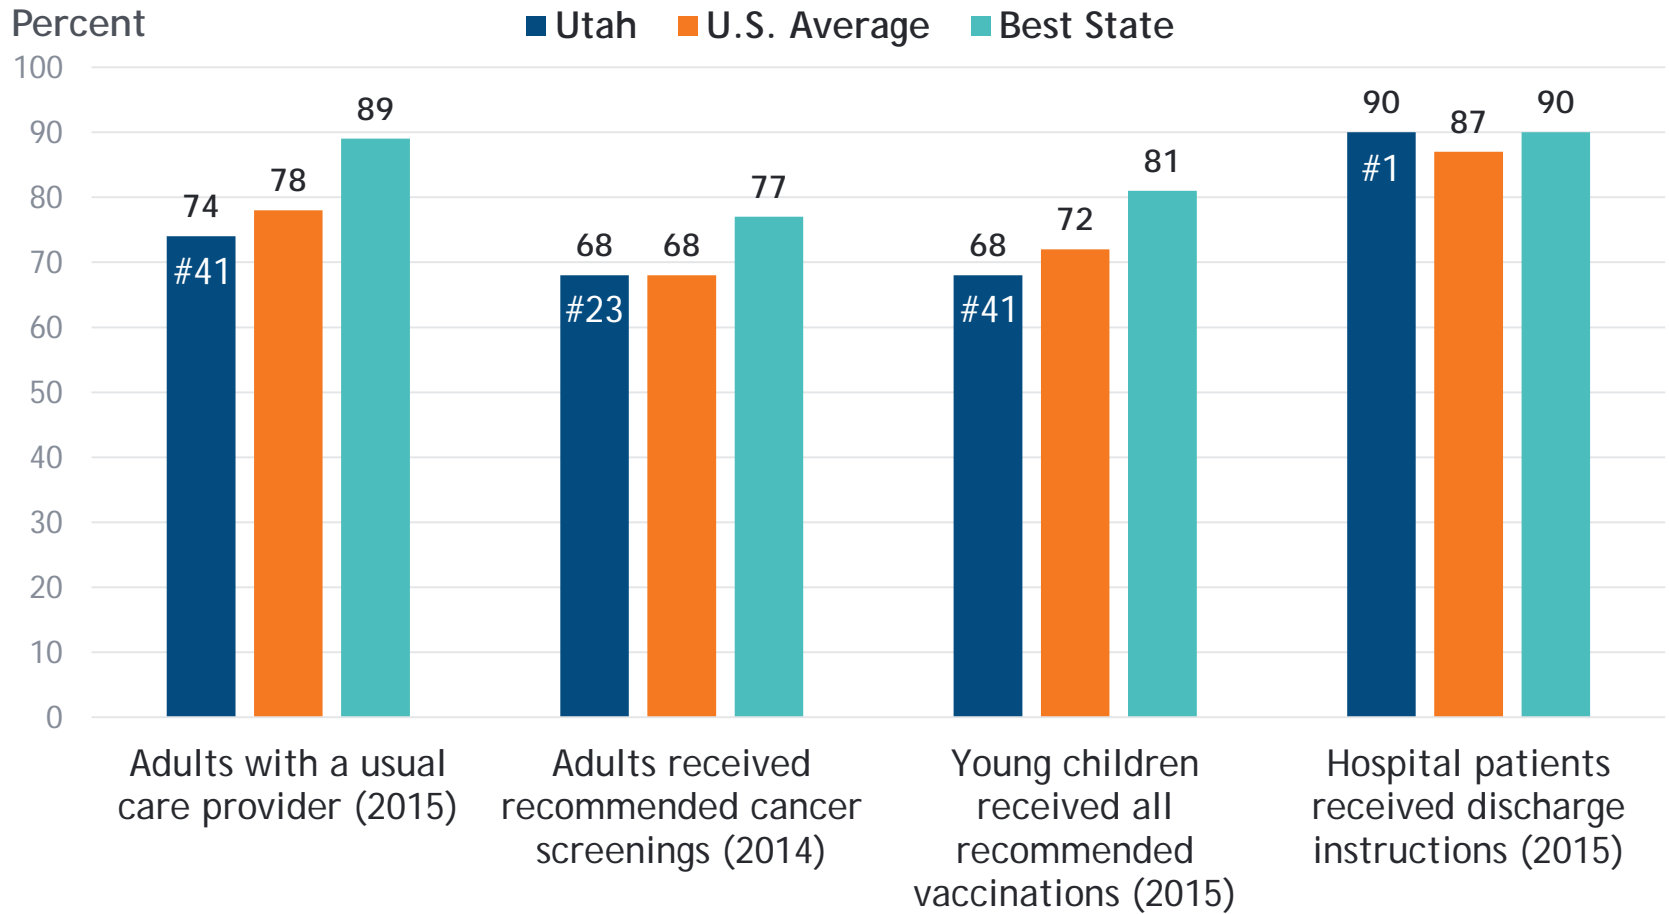 Percent
Utah U.S. Average Best State
100
90
80
70
60
50
40
30
20
10
0
74 78 89
#41
68 68 77
#23
68 72 81
#41
90 87 90
#1
Adults with a usual
care provider (2015)
Adults received
recommended cancer
screenings (2014)
Young children
received all
recommended
vaccinations (2015)
Hospital patients
received discharge
instructions (2015)